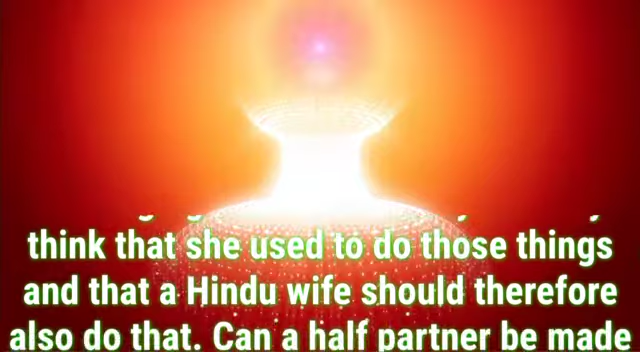 think that she used to do those things
and that a Hindu wife should therefore
also do that. Can a half partner be made